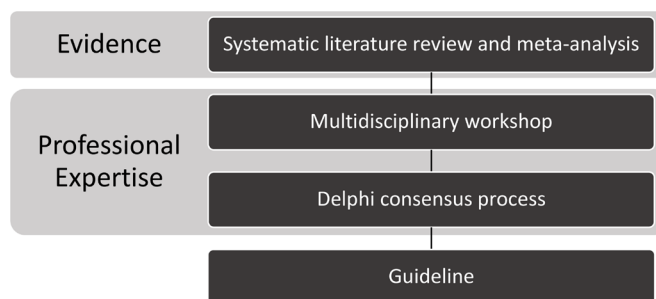 Evidence
Systematic literature review and meta-analysis
Professional
Expertise
Multidisciplinary workshop
Delphi consensus process
Guideline